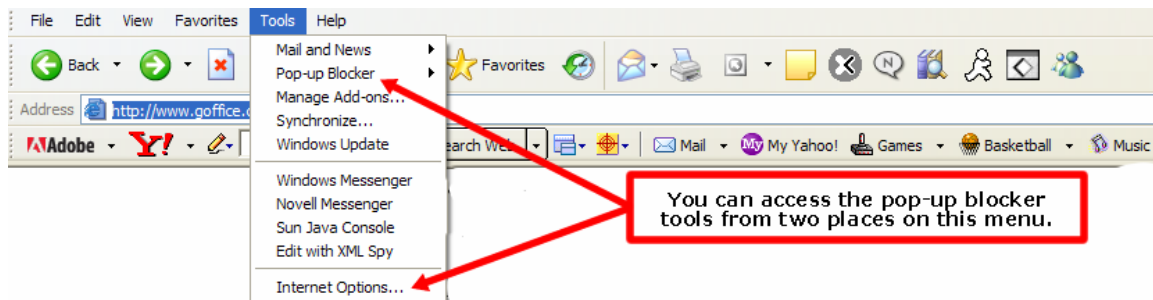 File Edit View Favorites Tools Help
Back Favorites
Mail and News
Pop-up Blocker
Manage Add-ons...
Synchronize...
Windows Update
Windows Messenger
Novell Messenger
Sun Java Console
Edit with XML Spy
Internet Options...
Address http://www.goffice.
Adobe Y! earch Web Mail My My Yahoo! Games Basketball Music
You can access the pop-up blocker
tools from two places on this menu.